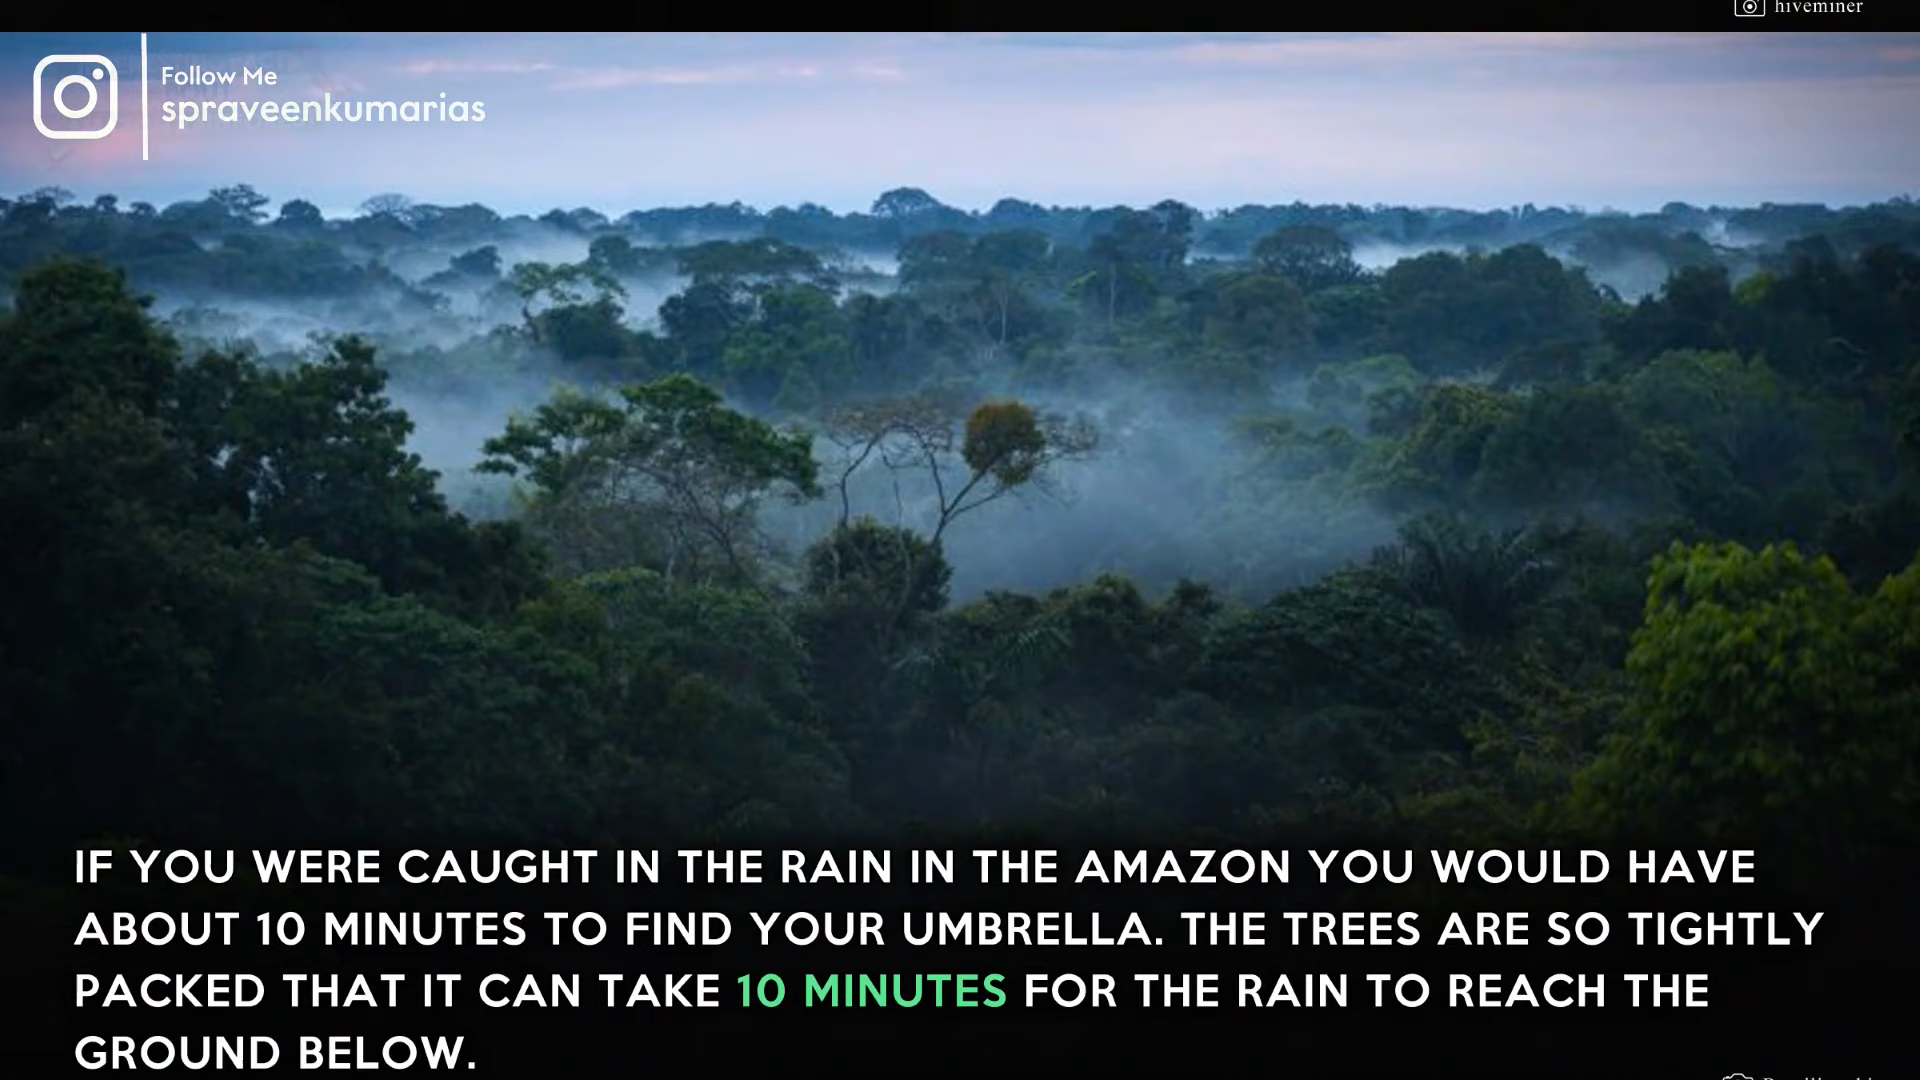 hiveminer
Follow Me
spraveenkumarias
IF YOU WERE CAUGHT IN THE RAIN IN THE AMAZON YOU WOULD HAVE
ABOUT 10 MINUTES TO FIND YOUR UMBRELLA. THE TREES ARE SO TIGHTLY
PACKED THAT IT CAN TAKE 10 MINUTES FOR THE RAIN TO REACH THE
GROUND BELOW.